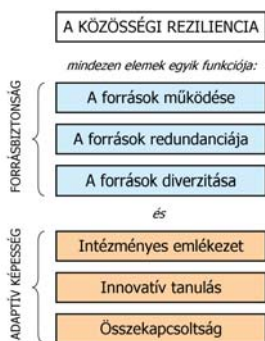 A KÖZÖSSÉGI REZILIENCIA
mindezen elemek egyik funkciója:
FORRÁSBIZTONSÁG
A források működése
A források redundanciája
A források diverzitása
és
ADAPTÍV KÉPESSÉG
Intézményes emlékezet
Innovatív tanulás
Összekapcsoltság